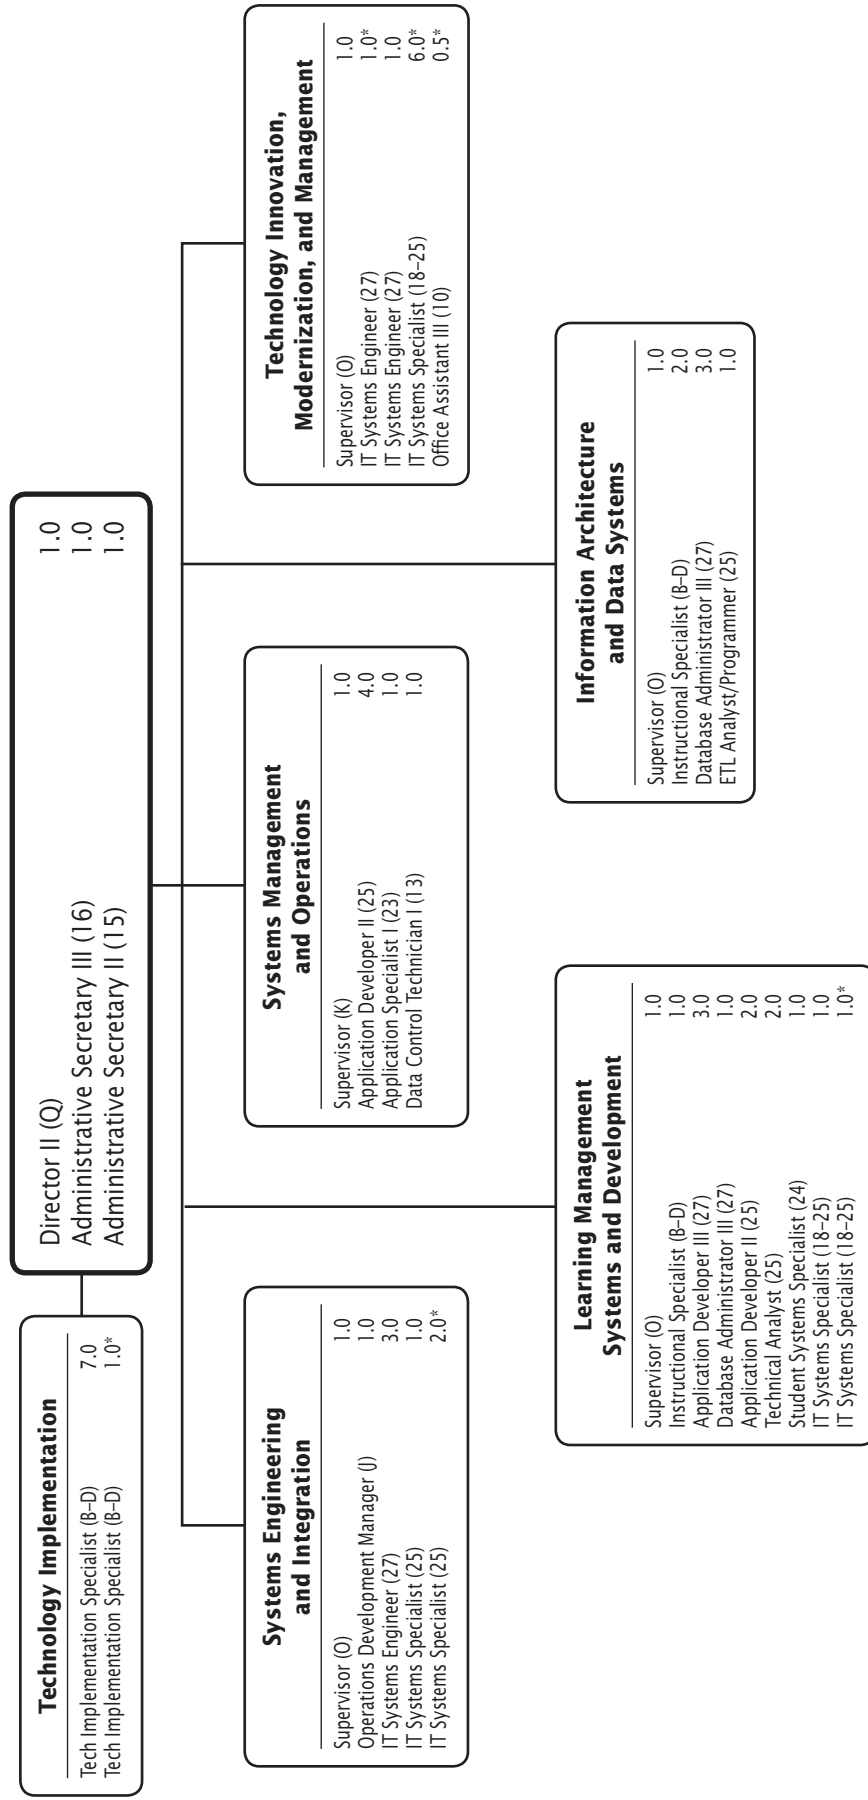 Director II (Q) 1.0
Administrative Secretary III (16) 1.0
Administrative Secretary II (15) 1.0
Technology Implementation
Tech Implementation Specialist (B–D) 7.0
Tech Implementation Specialist (B–D) 1.0*
Systems Engineering
and Integration
Supervisor (O) 1.0
Operations Development Manager (J) 1.0
IT Systems Engineer (27) 3.0
IT Systems Specialist (25) 1.0
IT Systems Specialist (25) 2.0*
Systems Management
and Operations
Supervisor (K) 1.0
Application Developer II (25) 4.0
Application Specialist I (23) 1.0
Data Control Technician I (13) 1.0
Technology Innovation,
Modernization, and Management
Supervisor (O) 1.0
IT Systems Engineer (27) 1.0*
IT Systems Engineer (27) 1.0
IT Systems Specialist (18–25) 6.0*
Office Assistant III (10) 0.5*
Learning Management
Systems and Development
Supervisor (O) 1.0
Instructional Specialist (B–D) 1.0
Application Developer III (27) 3.0
Database Administrator III (27) 1.0
Application Developer II (25) 2.0
Technical Analyst (25) 2.0
Student Systems Specialist (24) 1.0
IT Systems Specialist (18–25) 1.0
IT Systems Specialist (18–25) 1.0*
Information Architecture
and Data Systems
Supervisor (O) 1.0
Instructional Specialist (B–D) 2.0
Database Administrator III (27) 3.0
ETL Analyst/Programmer (25) 1.0